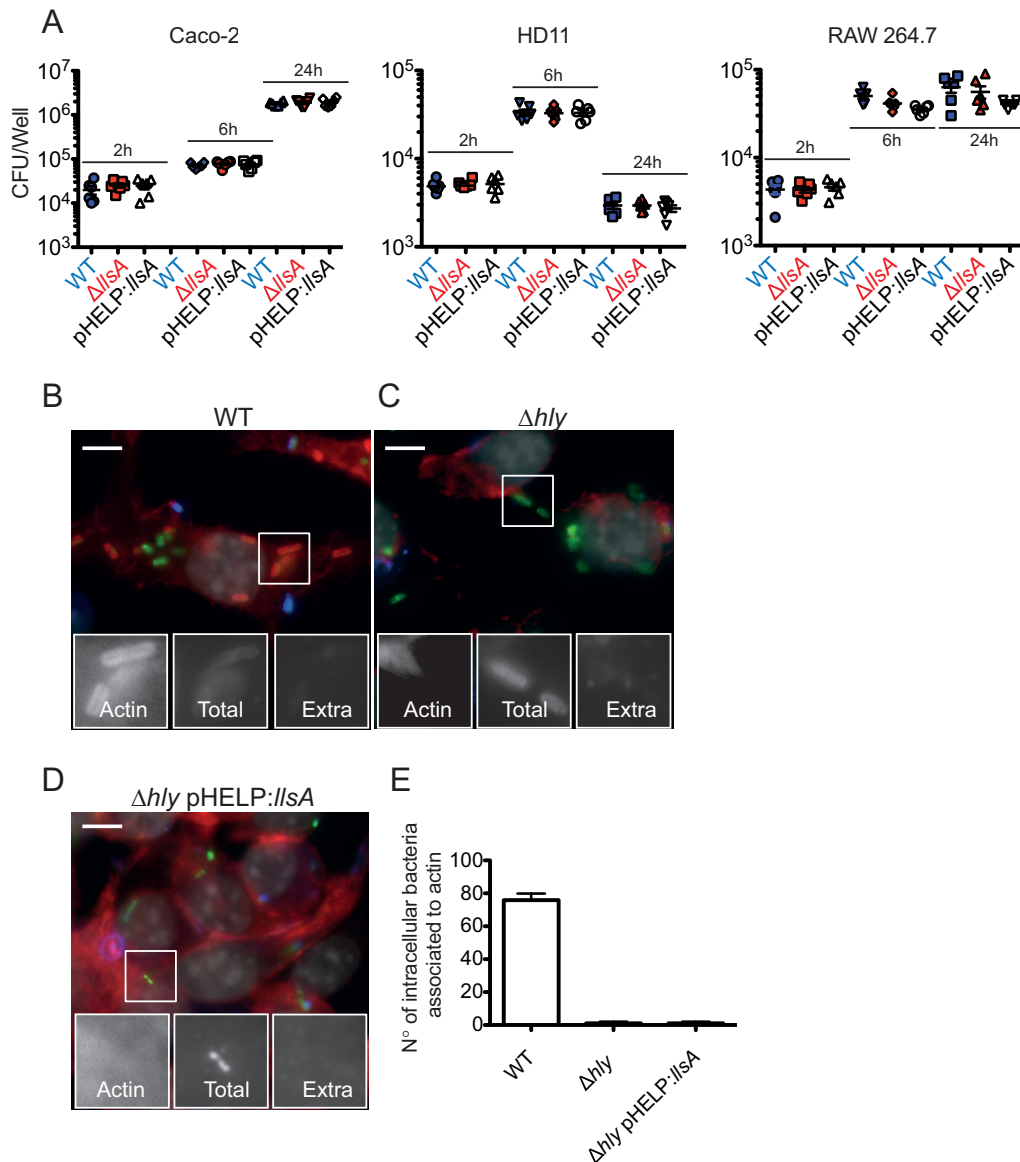 A
Caco-2
HD11
RAW 264.7
CFU/Well
10^7
10^6
10^5
10^4
10^3
2h
6h
24h
WT
ΔllsA
pHELP:llsA
WT
ΔllsA
pHELP:llsA
WT
ΔllsA
pHELP:llsA
10^5
10^4
10^3
2h
6h
24h
WT
ΔllsA
pHELP:llsA
WT
ΔllsA
pHELP:llsA
WT
ΔllsA
pHELP:llsA
10^5
10^4
10^3
2h
6h
24h
WT
ΔllsA
pHELP:llsA
WT
ΔllsA
pHELP:llsA
WT
ΔllsA
pHELP:llsA
B
WT
Actin
Total
Extra
C
Δhly
Actin
Total
Extra
D
Δhly pHELP:llsA
Actin
Total
Extra
E
N° of intracellular bacteria
associated to actin
100
80
60
40
20
0
WT
Δhly
Δhly pHELP:llsA